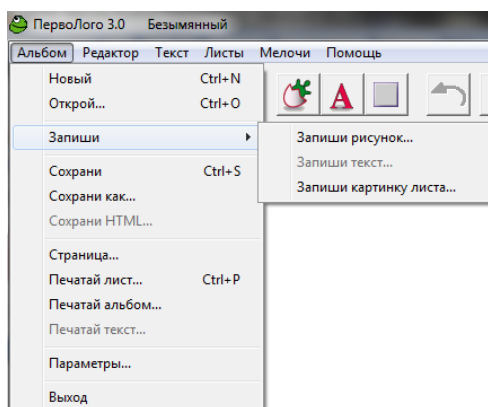 ПервоЛого 3.0 Безымянный
Альбом Редактор Текст Листы Мелочи Помощь
Новый Ctrl+N
Открой... Ctrl+O
A
Запиши
Запиши рисунок...
Запиши текст...
Запиши картинку листа...
Сохрани Ctrl+S
Сохрани как...
Сохрани HTML...
Страница...
Печатай лист... Ctrl+P
Печатай альбом...
Печатай текст...
Параметры...
Выход